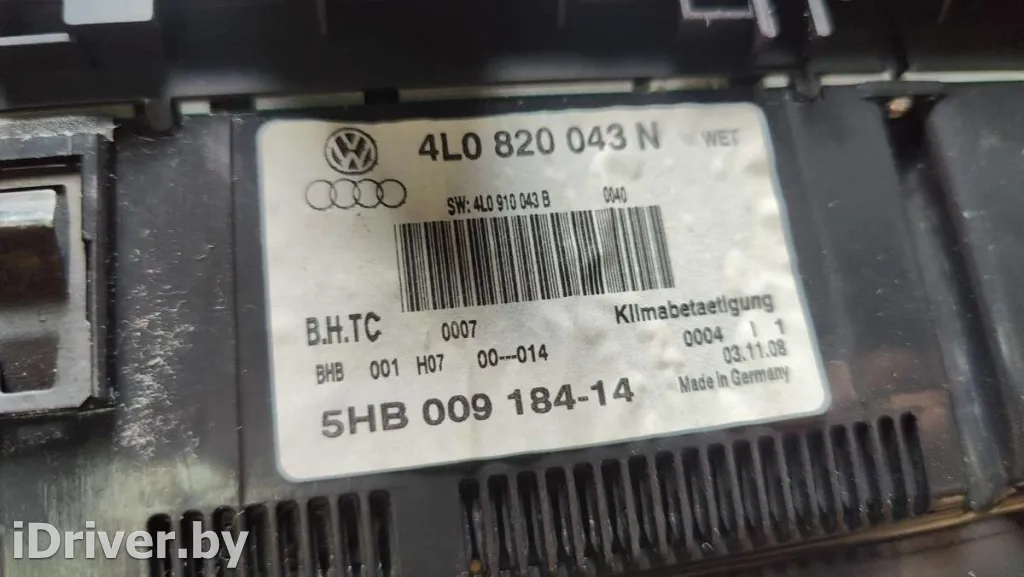 4L0 820 043 N WET
SW: 4L0 910 043 B 0040
B.H.TC 0007 Klimabetaetigung
BHB 001 H07 00---014 0004 I 1
03.11.08
5HB 009 184-14 Made in Germany
iDriver.by